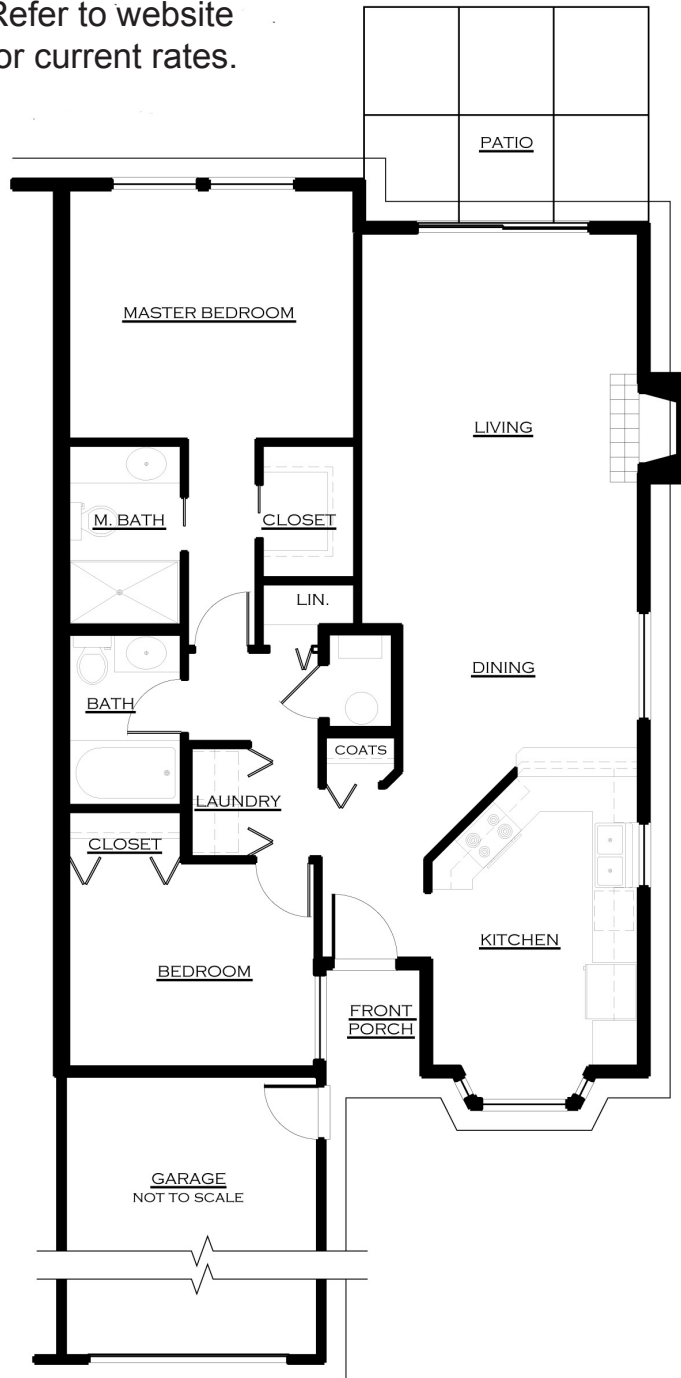 Refer to website
or current rates.
PATIO
MASTER BEDROOM
LIVING
M. BATH
CLOSET
LIN.
DINING
BATH
COATS
LAUNDRY
CLOSET
KITCHEN
BEDROOM
FRONT
PORCH
GARAGE
NOT TO SCALE